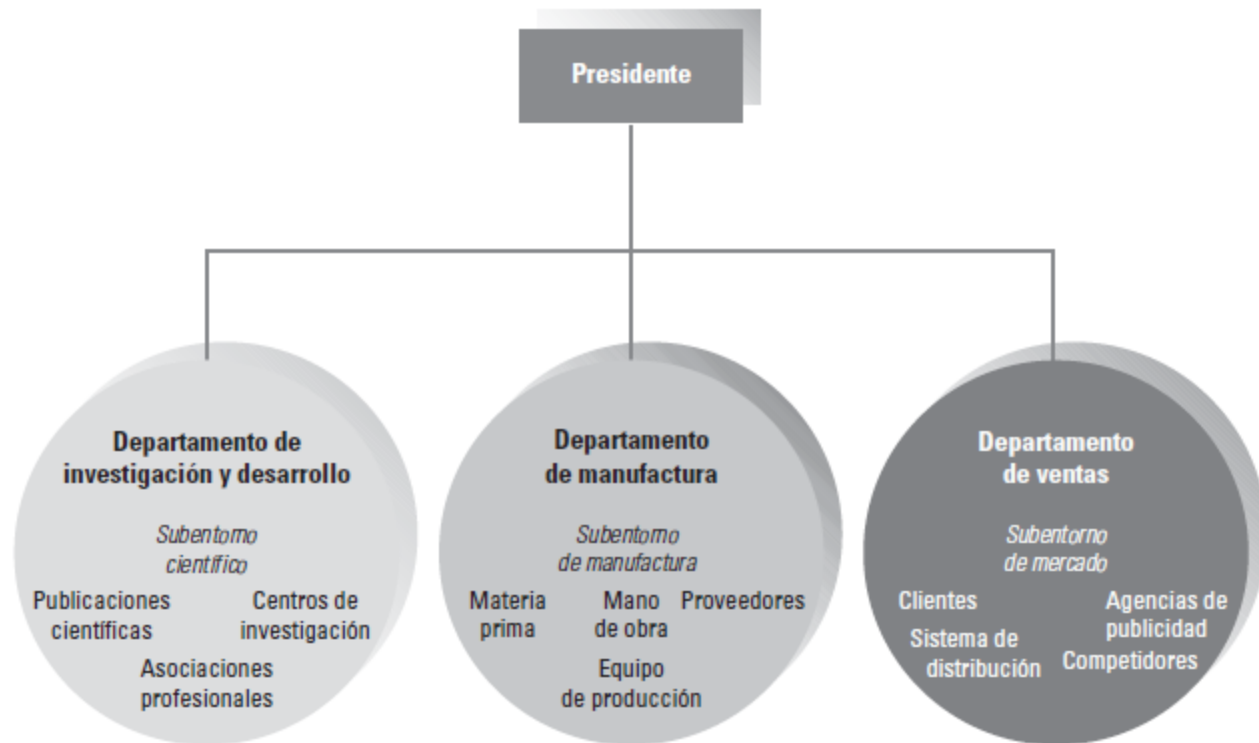 Presidente
Departamento de
investigación y desarrollo
Subentorno
científico
Publicaciones
científicas
Centros de
investigación
Asociaciones
profesionales
Departamento
de manufactura
Subentorno
de manufactura
Materia
prima
Mano
de obra
Proveedores
Equipo
de producción
Departamento
de ventas
Subentorno
de mercado
Clientes
Agencias de
publicidad
Sistema de
distribución
Competidores